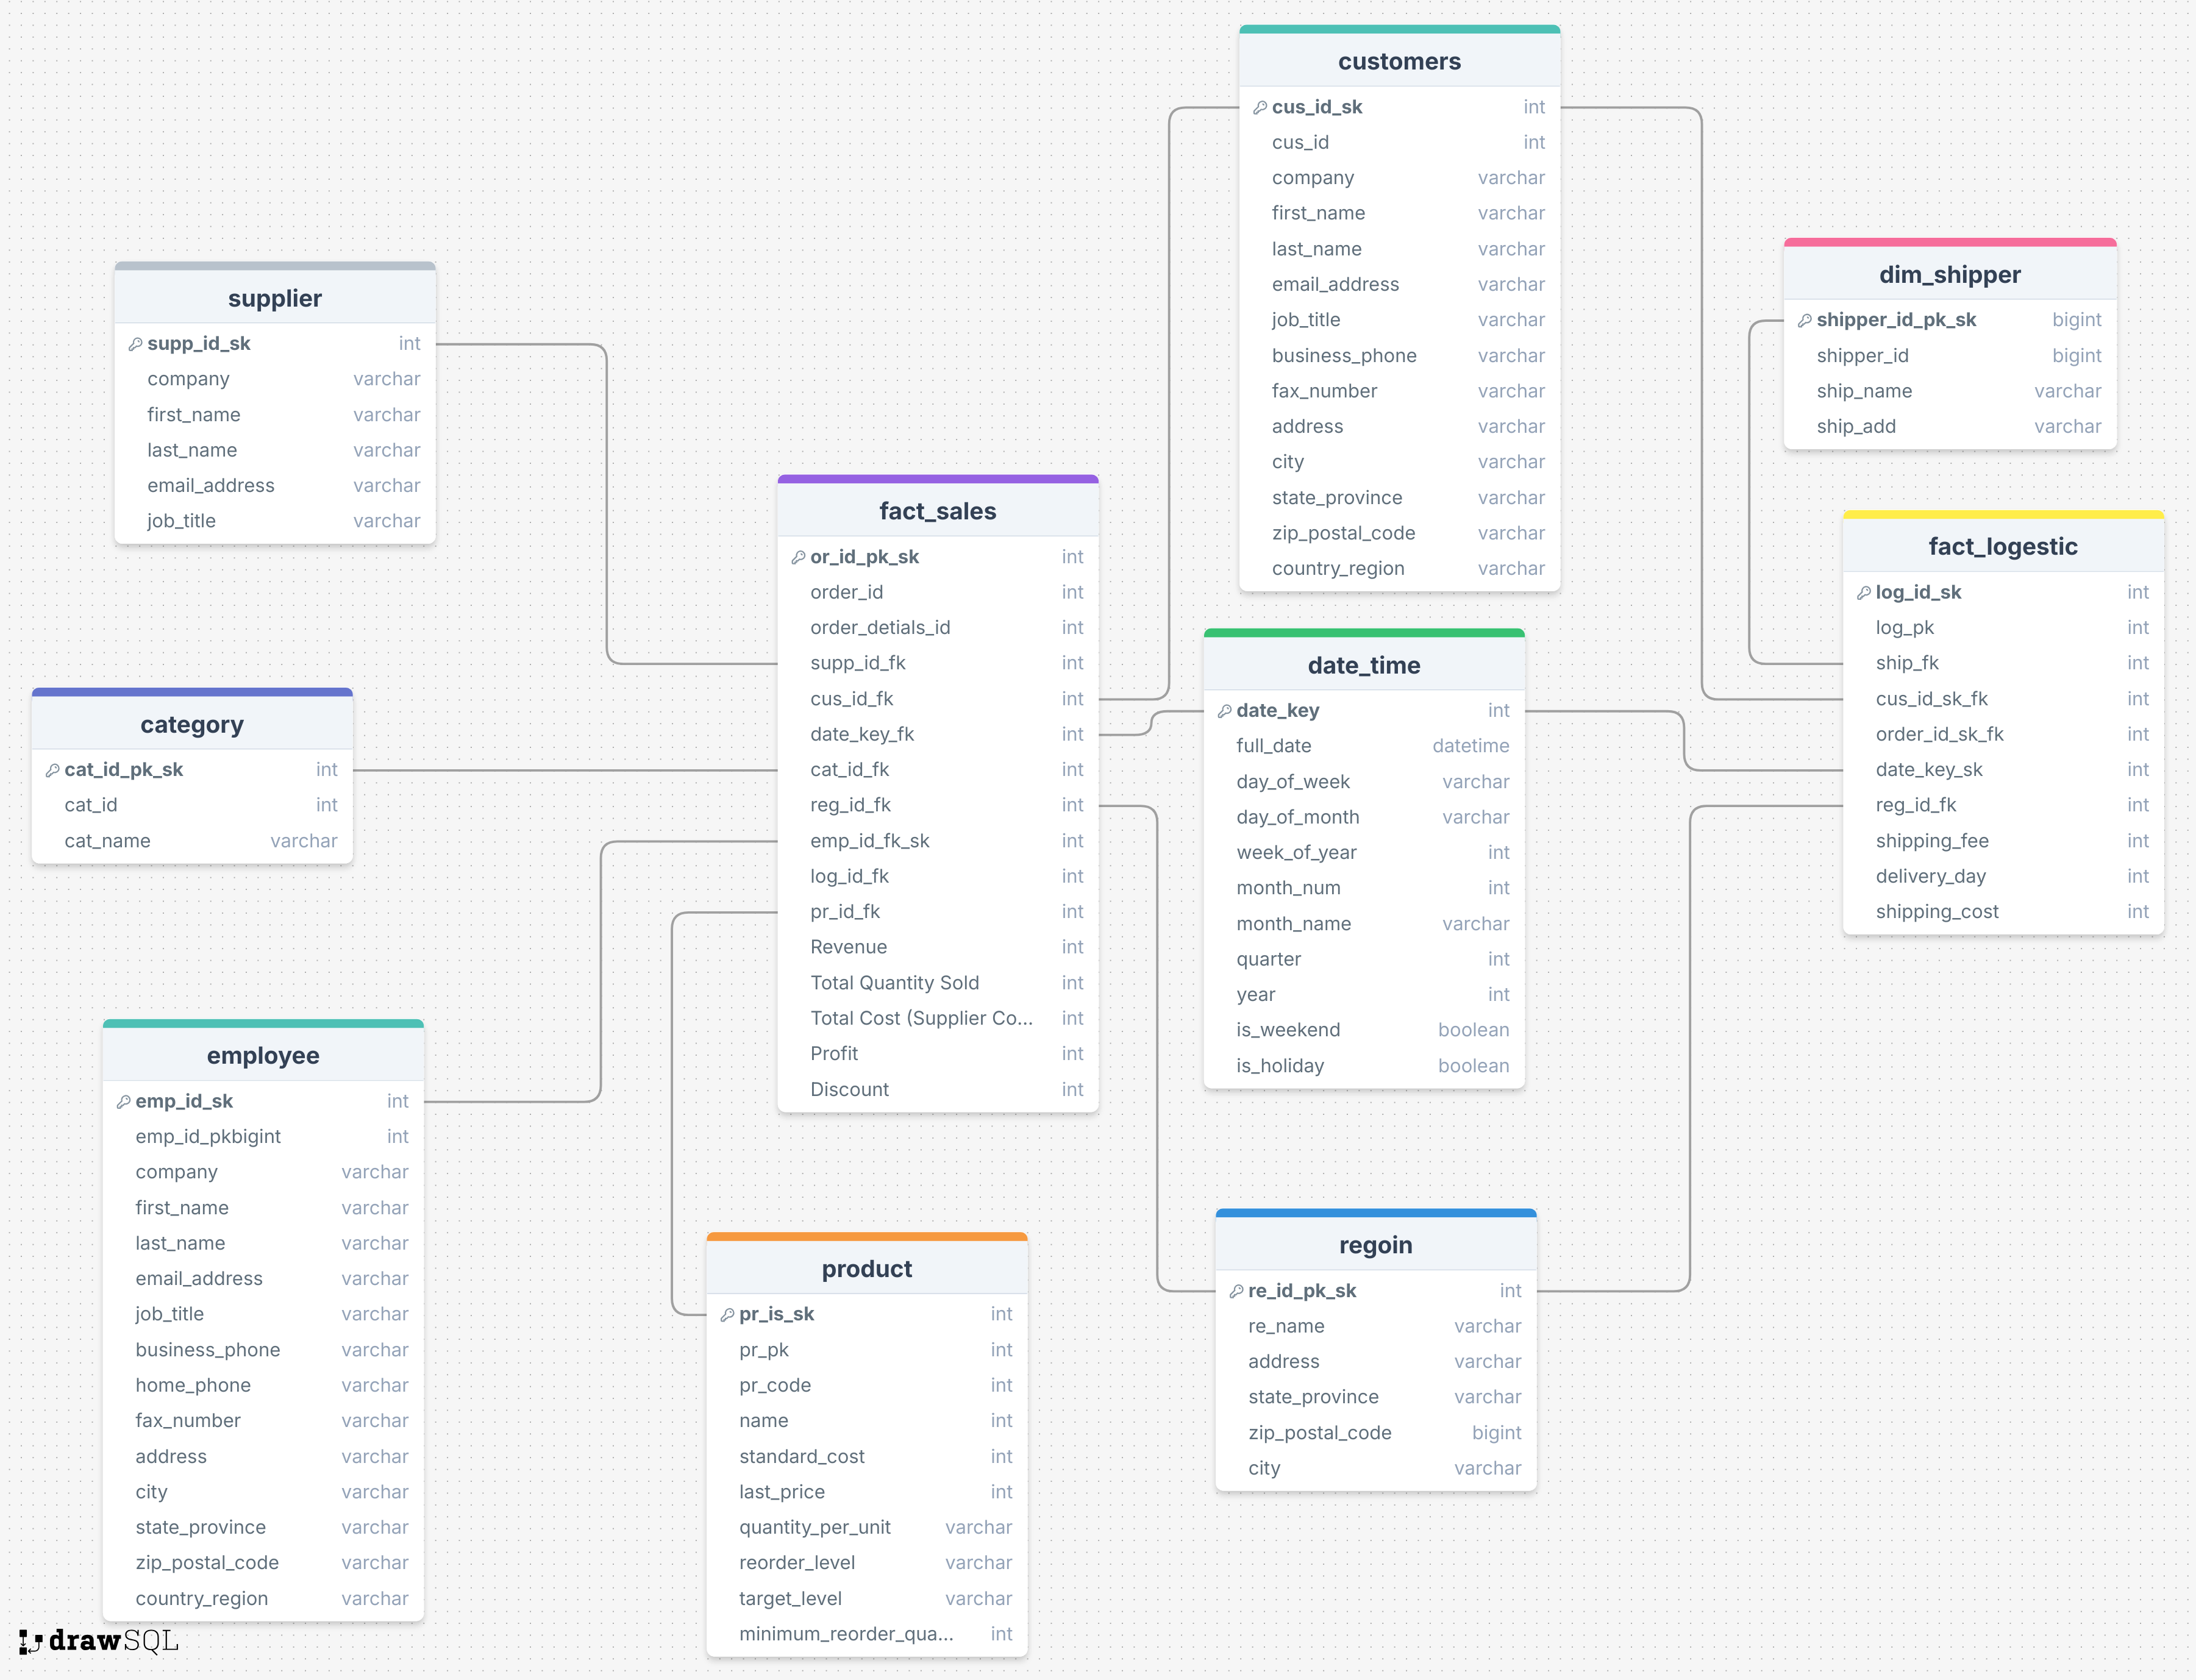 customers
cus_id_sk int
cus_id int
company varchar
first_name varchar
last_name varchar
email_address varchar
job_title varchar
business_phone varchar
fax_number varchar
address varchar
city varchar
state_province varchar
zip_postal_code varchar
country_region varchar
dim_shipper
shipper_id_pk_sk bigint
shipper_id bigint
ship_name varchar
ship_add varchar
supplier
supp_id_sk int
company varchar
first_name varchar
last_name varchar
email_address varchar
job_title varchar
fact_sales
or_id_pk_sk int
order_id int
order_detials_id int
supp_id_fk int
cus_id_fk int
date_key_fk int
cat_id_fk int
reg_id_fk int
emp_id_fk_sk int
log_id_fk int
pr_id_fk int
Revenue int
Total Quantity Sold int
Total Cost (Supplier Co... int
Profit int
Discount int
fact_logestic
log_id_sk int
log_pk int
ship_fk int
cus_id_sk_fk int
order_id_sk_fk int
date_key_sk int
reg_id_fk int
shipping_fee int
delivery_day int
shipping_cost int
date_time
date_key int
full_date datetime
day_of_week varchar
day_of_month varchar
week_of_year int
month_num int
month_name varchar
quarter int
year int
is_weekend boolean
is_holiday boolean
category
cat_id_pk_sk int
cat_id int
cat_name varchar
employee
emp_id_sk int
emp_id_pkbigint int
company varchar
first_name varchar
last_name varchar
email_address varchar
job_title varchar
business_phone varchar
home_phone varchar
fax_number varchar
address varchar
city varchar
state_province varchar
zip_postal_code varchar
country_region varchar
product
pr_is_sk int
pr_pk int
pr_code int
name int
standard_cost int
last_price int
quantity_per_unit varchar
reorder_level varchar
target_level varchar
minimum_reorder_qua... int
regoin
re_id_pk_sk int
re_name varchar
address varchar
state_province varchar
zip_postal_code bigint
city varchar
drawSQL